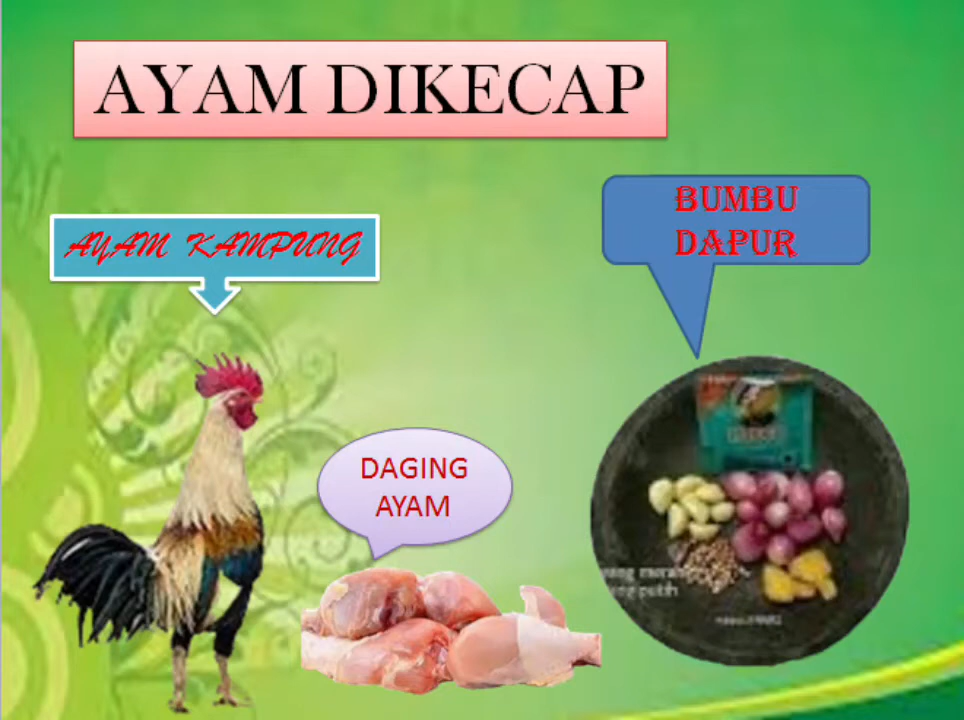 AYAM DIKECAP
AYAM KAMPUNG
BUMBU
DAPUR
DAGING
AYAM